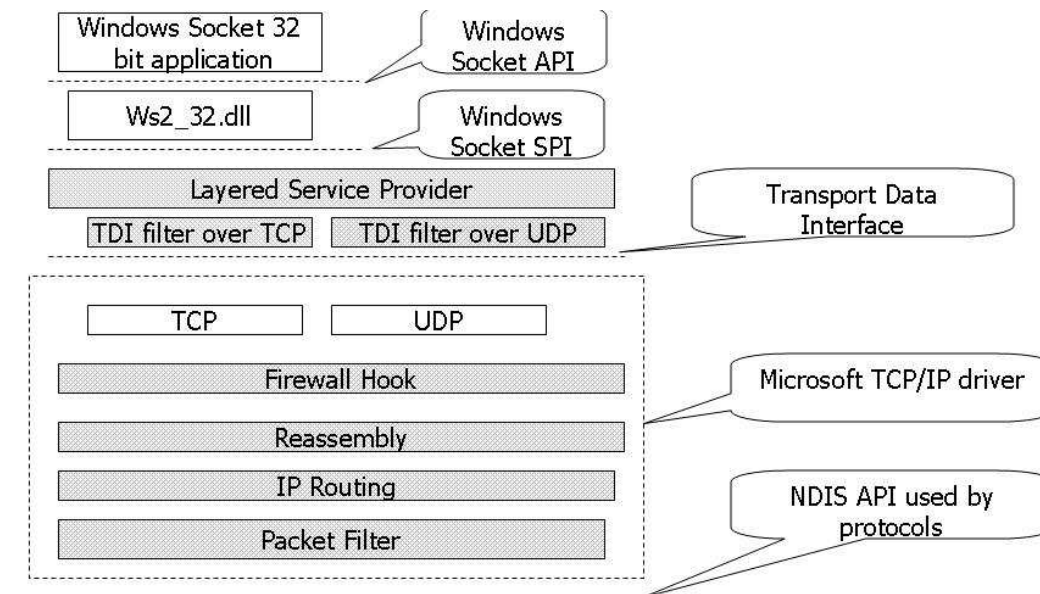 Windows Socket 32
bit application
Windows
Socket API
Ws2_32.dll
Windows
Socket SPI
Layered Service Provider
TDI filter over TCP
TDI filter over UDP
Transport Data
Interface
TCP
UDP
Firewall Hook
Microsoft TCP/IP driver
Reassembly
IP Routing
NDIS API used by
protocols
Packet Filter